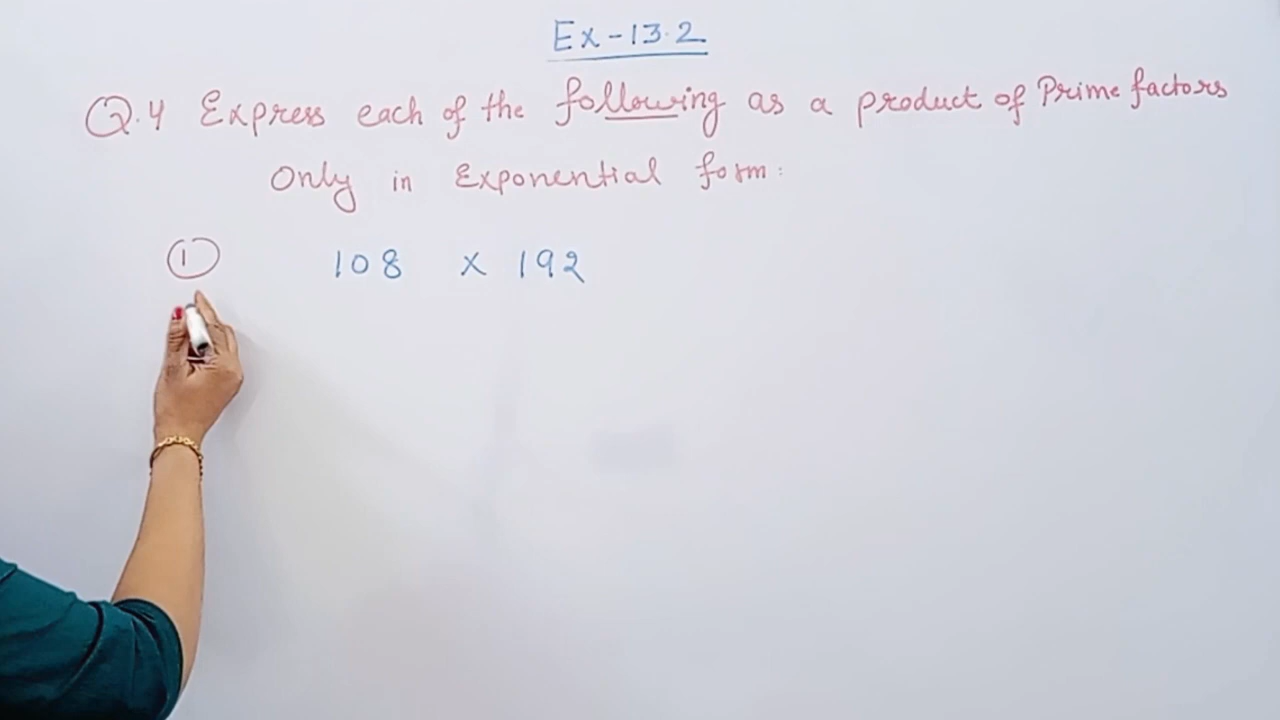 Ex-13.2
Q.4 Express each of the following as a product of Prime factors
Only in Exponential form:
1 108 x 192